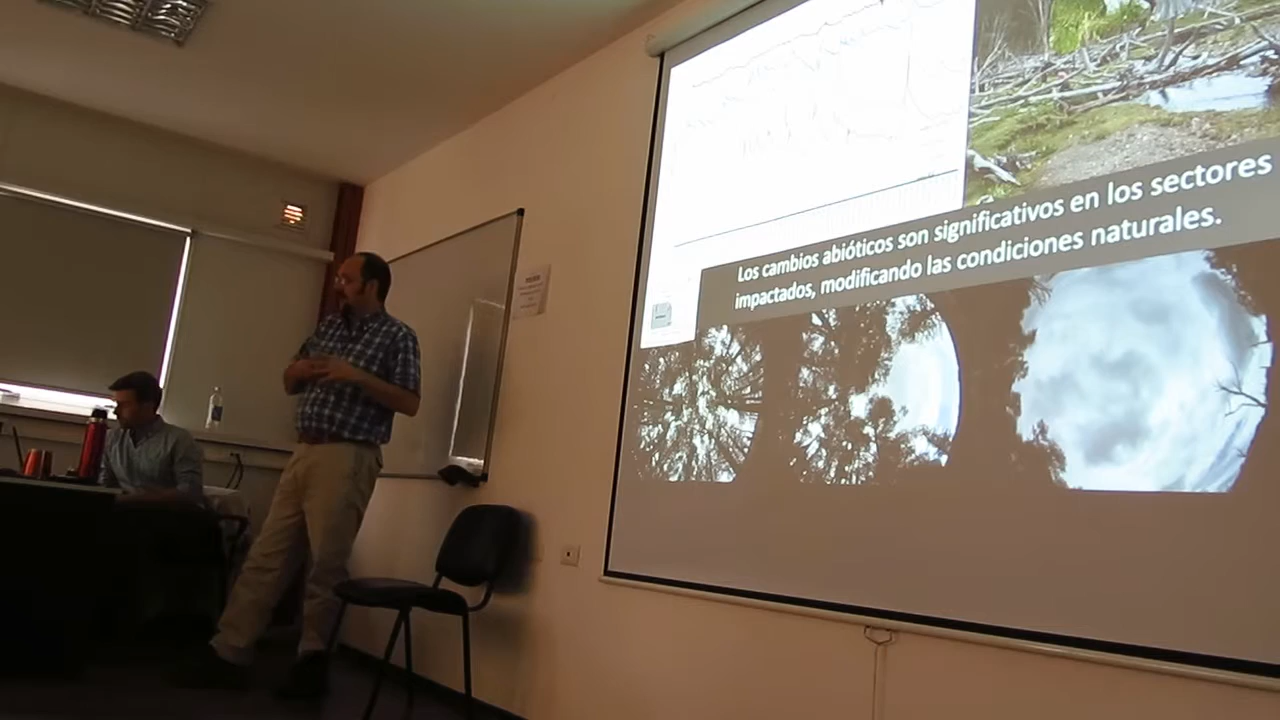 Los cambios abióticos son significativos en los sectores
impactados, modificando las condiciones naturales.